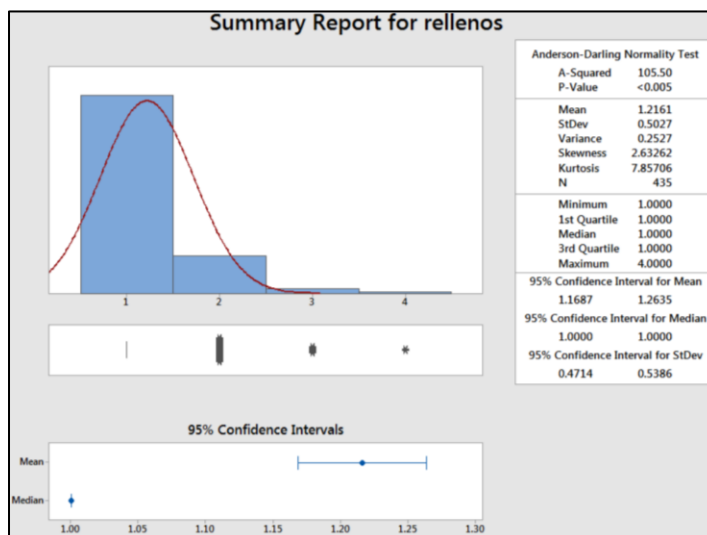 Summary Report for rellenos
1 2 3 4
Anderson-Darling Normality Test
A-Squared 105.50
P-Value <0.005
Mean 1.2161
StDev 0.5027
Variance 0.2527
Skewness 2.63262
Kurtosis 7.85706
N 435
Minimum 1.0000
1st Quartile 1.0000
Median 1.0000
3rd Quartile 1.0000
Maximum 4.0000
95% Confidence Interval for Mean
1.1687 1.2635
95% Confidence Interval for Median
1.0000 1.0000
95% Confidence Interval for StDev
0.4714 0.5386
95% Confidence Intervals
Mean
Median
1.00 1.05 1.10 1.15 1.20 1.25 1.30